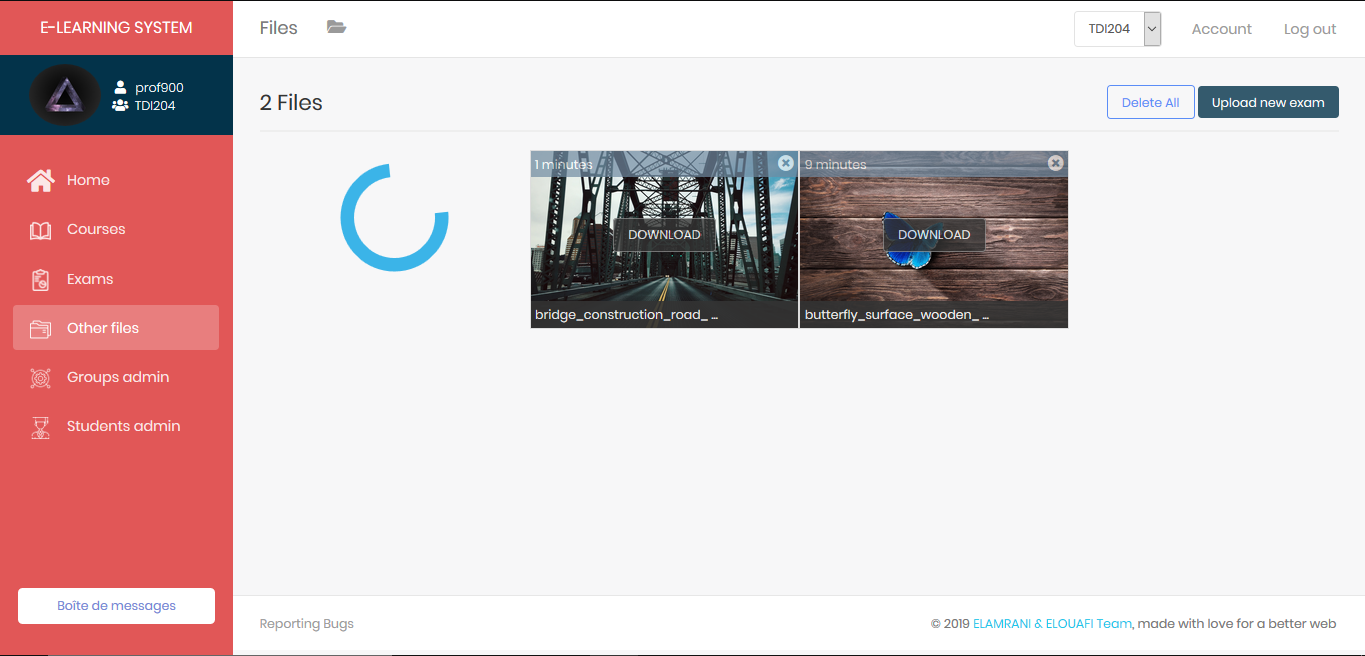 E-LEARNING SYSTEM
prof900
TDI204
Home
Courses
Exams
Other files
Groups admin
Students admin
Boîte de messages
Files
TDI204
Account
Log out
2 Files
Delete All
Upload new exam
1 minutes
DOWNLOAD
bridge_construction_road_ ...
9 minutes
DOWNLOAD
butterfly_surface_wooden_ ...
Reporting Bugs
© 2019 ELAMRANI & ELOUAFI Team, made with love for a better web